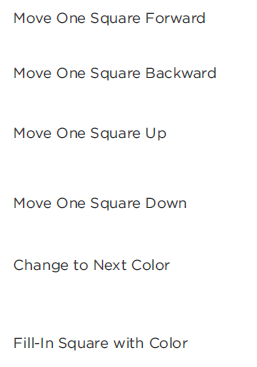 Move One Square Forward
Move One Square Backward
Move One Square Up
Move One Square Down
Change to Next Color
Fill-In Square with Color